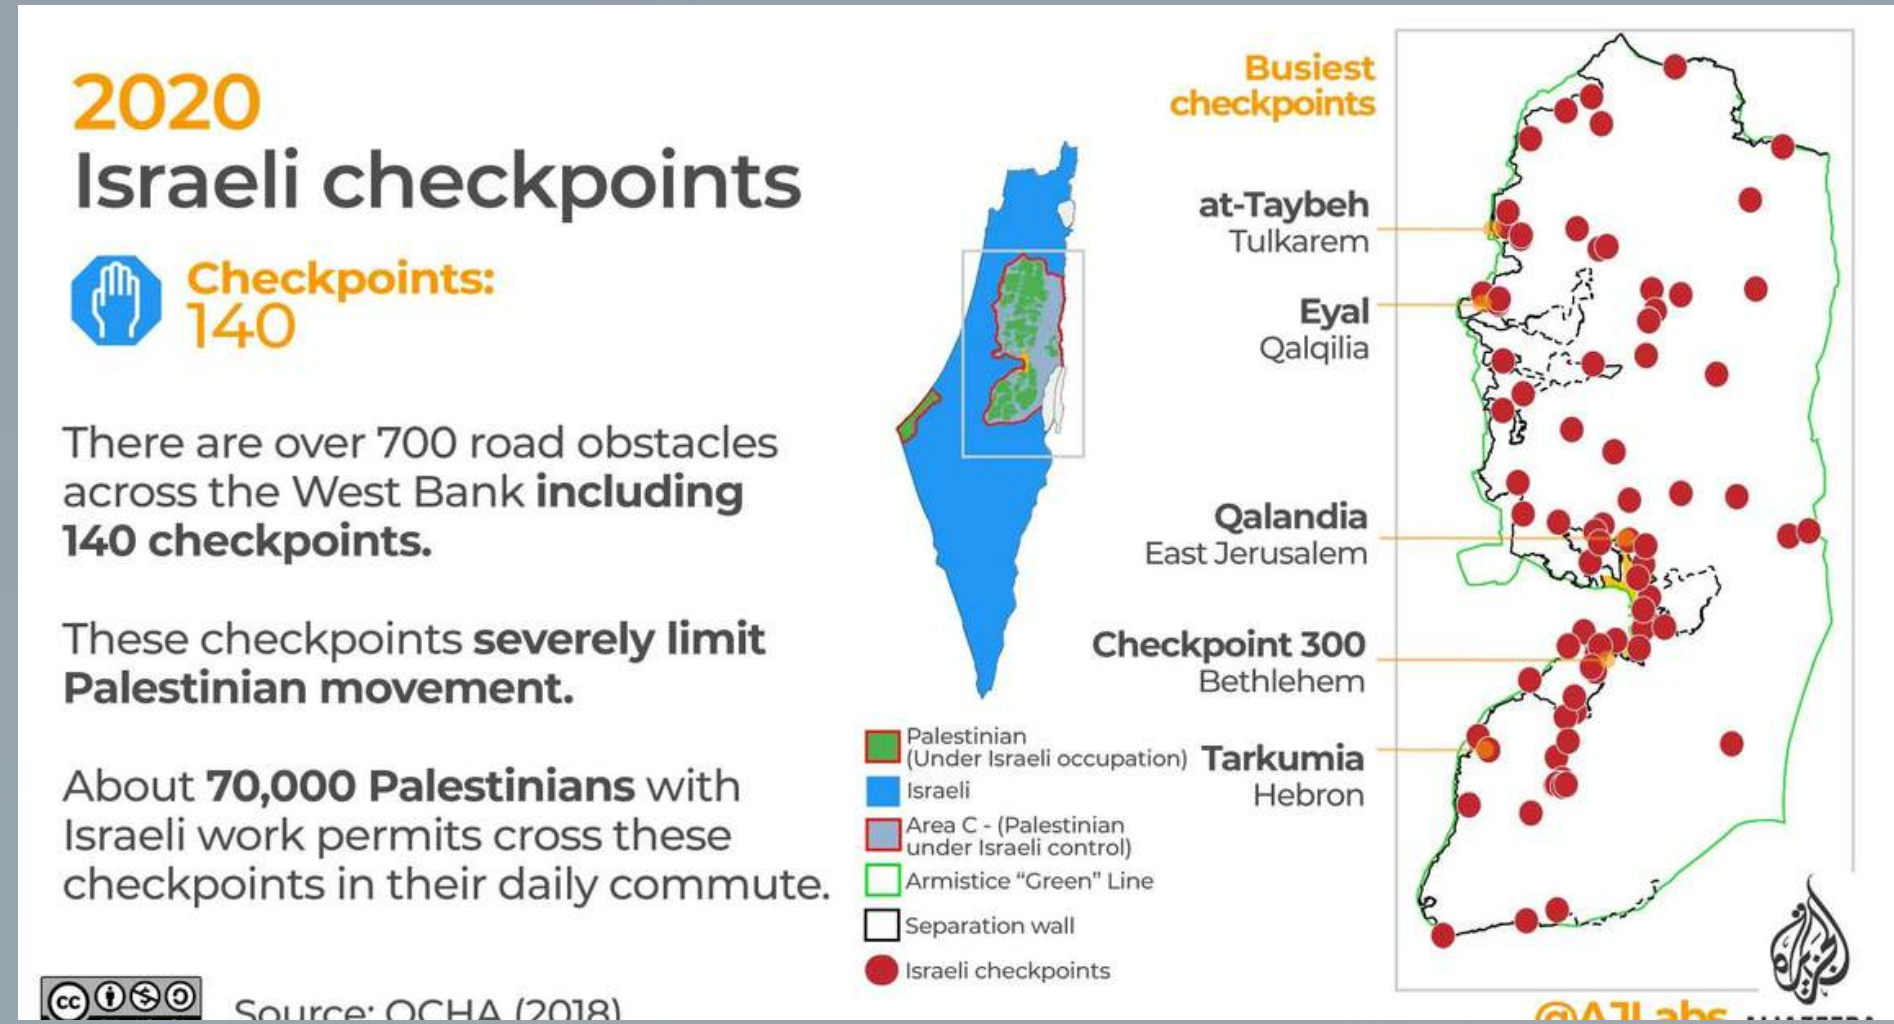 2020
Israeli checkpoints
Checkpoints:
140
There are over 700 road obstacles
across the West Bank including
140 checkpoints.
These checkpoints severely limit
Palestinian movement.
About 70,000 Palestinians with
Israeli work permits cross these
checkpoints in their daily commute.
cc
Source: OCHA (2018)
Palestinian
(Under Israeli occupation)
Israeli
Area C - (Palestinian
under Israeli control)
Armistice “Green” Line
Separation wall
Israeli checkpoints
Busiest
checkpoints
at-Taybeh
Tulkarem
Eyal
Qalqilia
Qalandia
East Jerusalem
Checkpoint 300
Bethlehem
Tarkumia
Hebron
@AJLabs
ALJAZEERA